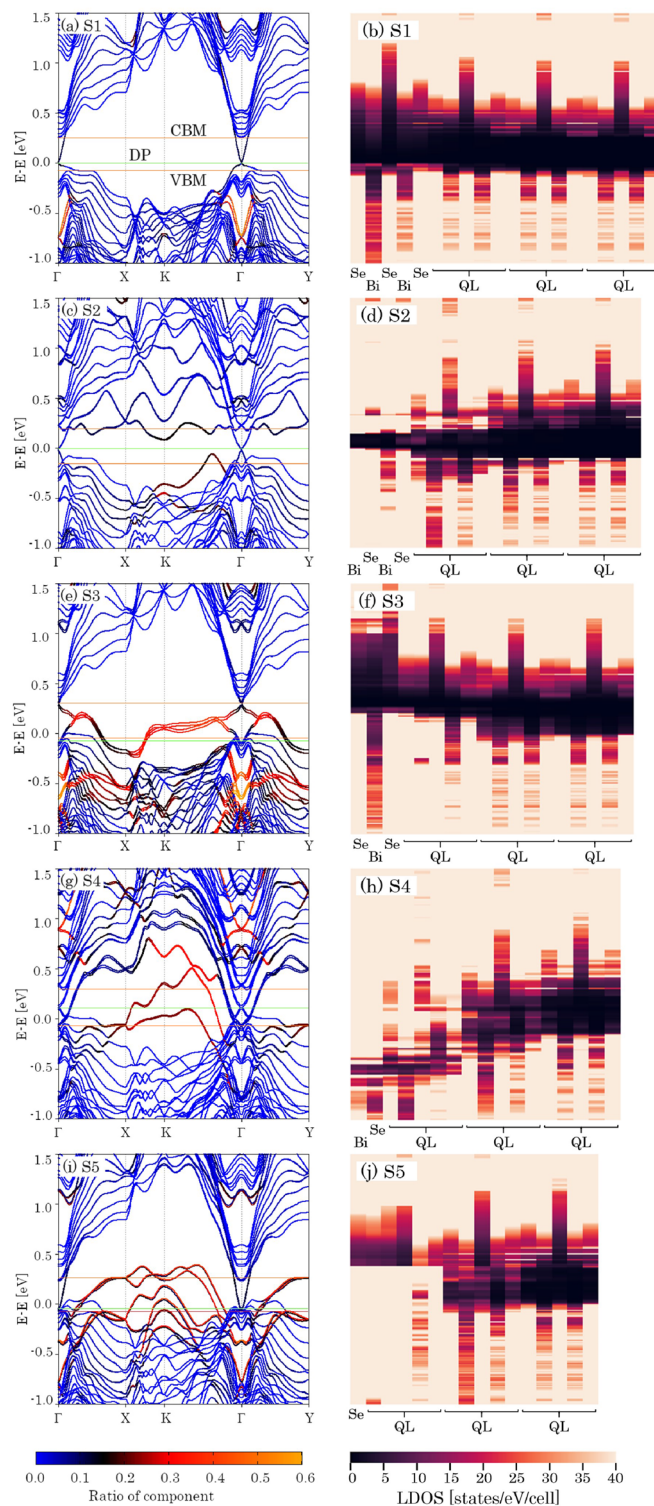 (a) S1
1.5
1.0
0.5
0.0
-0.5
-1.0
E-E [eV]
CBM
DP
VBM
Γ X K Γ Y
(b) S1
Se Se Se
Bi Bi
QL QL QL
(c) S2
1.5
1.0
0.5
0.0
-0.5
-1.0
E-E [eV]
Γ X K Γ Y
(d) S2
Se Se
Bi Bi
QL QL QL
(e) S3
1.5
1.0
0.5
0.0
-0.5
-1.0
E-E [eV]
Γ X K Γ Y
(f) S3
Se Se
Bi
QL QL QL
(g) S4
1.5
1.0
0.5
0.0
-0.5
-1.0
E-E [eV]
Γ X K Γ Y
(h) S4
Se
Bi
QL QL QL
(i) S5
1.5
1.0
0.5
0.0
-0.5
-1.0
E-E [eV]
Γ X K Γ Y
(j) S5
Se
QL QL QL
0.0 0.1 0.2 0.3 0.4 0.5 0.6
Ratio of component
0 5 10 15 20 25 30 35 40
LDOS [states/eV/cell]